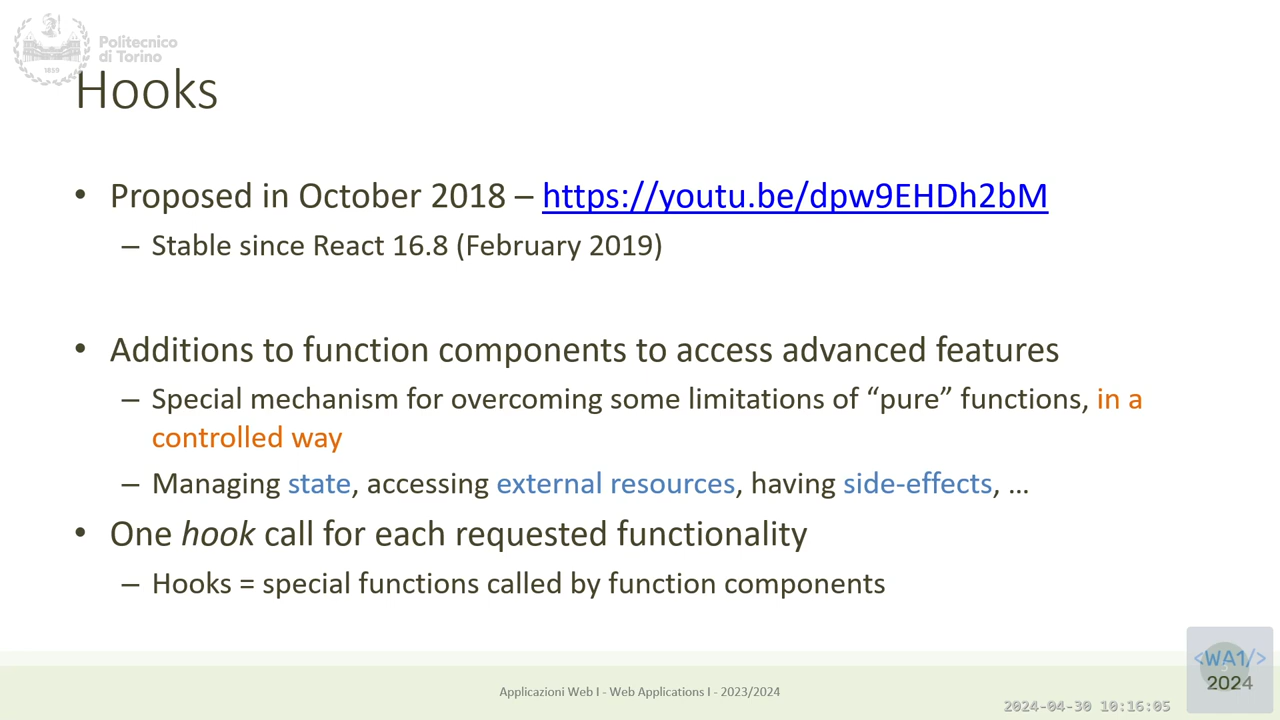 Politecnico
di Torino
1859
Hooks
• Proposed in October 2018 – https://youtu.be/dpw9EHDh2bM
– Stable since React 16.8 (February 2019)
• Additions to function components to access advanced features
– Special mechanism for overcoming some limitations of “pure” functions, in a
controlled way
– Managing state, accessing external resources, having side-effects, …
• One hook call for each requested functionality
– Hooks = special functions called by function components
<WA1/>
2024
Applicazioni Web I - Web Applications I - 2023/2024
2024-04-30 10:16:05